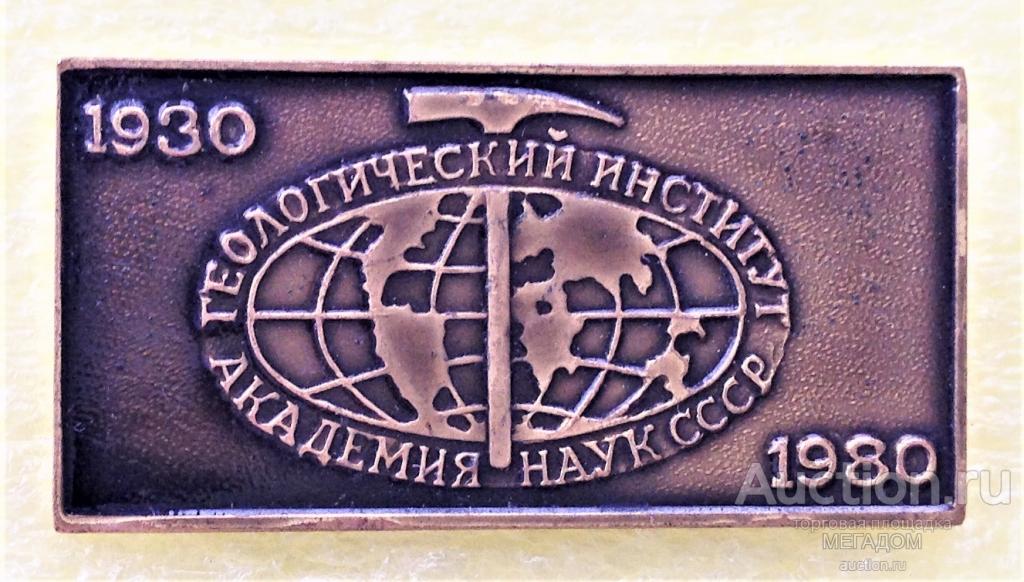 1930
ГЕОЛОГИЧЕСКИЙ ИНСТИТУТ
АКАДЕМИЯ НАУК СССР
1980
Auction.ru
торговая площадка
МЕГАДОМ
auction.ru